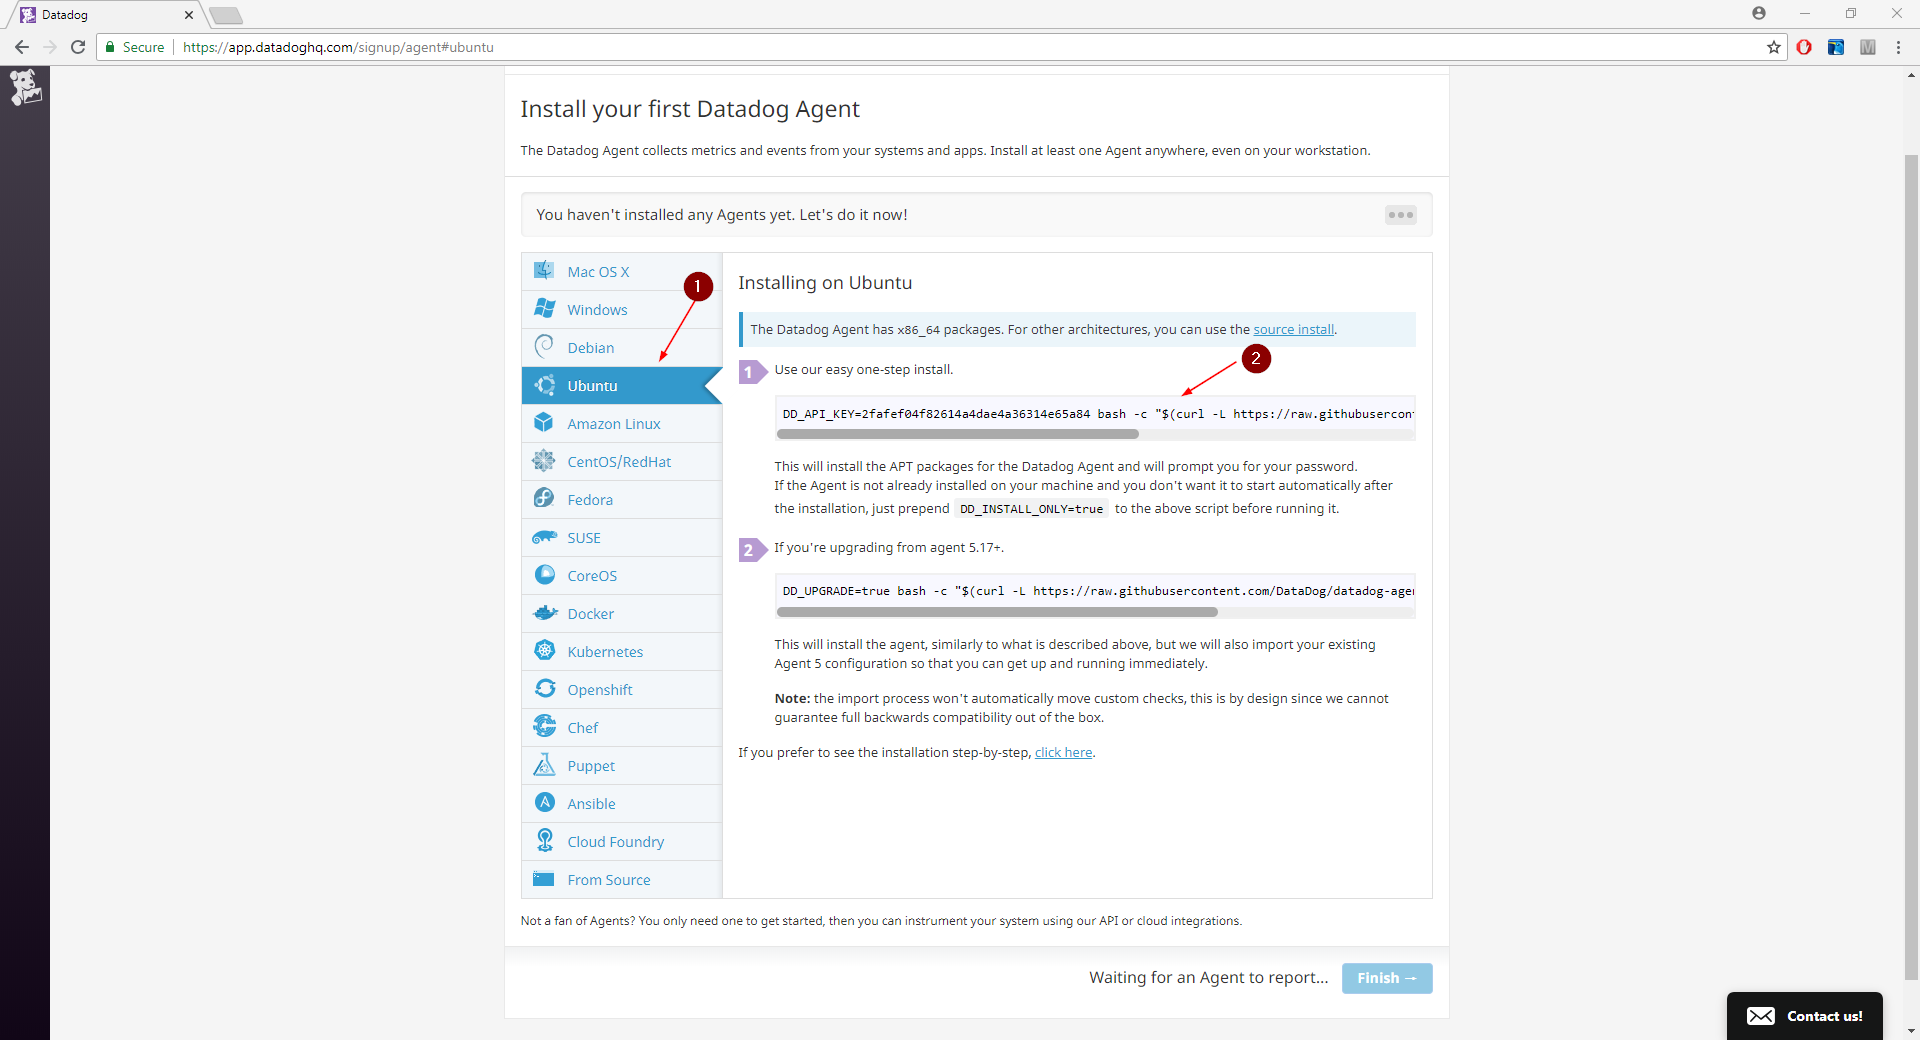 Datadog
Secure
https://app.datadoghq.com/signup/agent#ubuntu
Install your first Datadog Agent
The Datadog Agent collects metrics and events from your systems and apps. Install at least one Agent anywhere, even on your workstation.
You haven't installed any Agents yet. Let's do it now!
Mac OS X
Windows
Debian
Ubuntu
Amazon Linux
CentOS/RedHat
Fedora
SUSE
CoreOS
Docker
Kubernetes
Openshift
Chef
Puppet
Ansible
Cloud Foundry
From Source
1
Installing on Ubuntu
The Datadog Agent has x86_64 packages. For other architectures, you can use the source install.
2
1 Use our easy one-step install.
DD_API_KEY=2fafef04f82614a4dae4a36314e65a84 bash -c "$(curl -L https://raw.githubusercon
This will install the APT packages for the Datadog Agent and will prompt you for your password.
If the Agent is not already installed on your machine and you don't want it to start automatically after
the installation, just prepend DD_INSTALL_ONLY=true to the above script before running it.
2 If you're upgrading from agent 5.17+.
DD_UPGRADE=true bash -c "$(curl -L https://raw.githubusercontent.com/DataDog/datadog-age
This will install the agent, similarly to what is described above, but we will also import your existing
Agent 5 configuration so that you can get up and running immediately.
Note: the import process won't automatically move custom checks, this is by design since we cannot
guarantee full backwards compatibility out of the box.
If you prefer to see the installation step-by-step, click here.
Not a fan of Agents? You only need one to get started, then you can instrument your system using our API or cloud integrations.
Waiting for an Agent to report...
Finish →
Contact us!